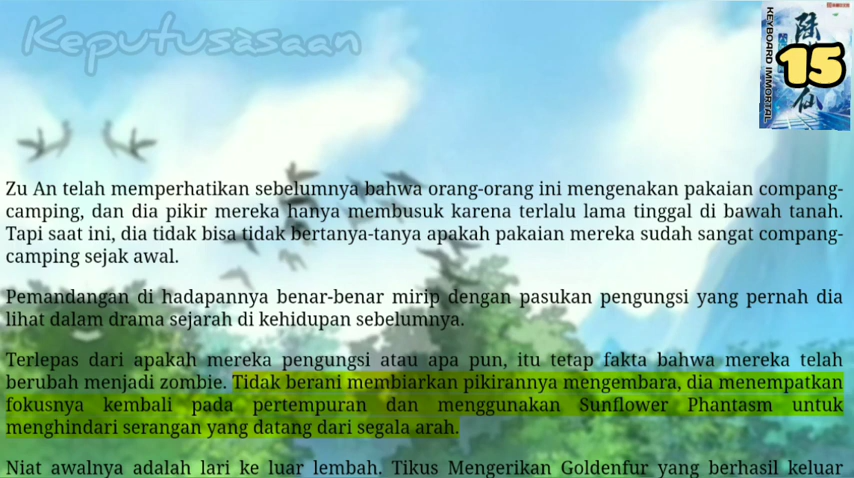 Keputusasaan
KEYBOARD IMMORTAL
15
Zu An telah memperhatikan sebelumnya bahwa orang-orang ini mengenakan pakaian compang-
camping, dan dia pikir mereka hanya membusuk karena terlalu lama tinggal di bawah tanah.
Tapi saat ini, dia tidak bisa tidak bertanya-tanya apakah pakaian mereka sudah sangat compang-
camping sejak awal.
Pemandangan di hadapannya benar-benar mirip dengan pasukan pengungsi yang pernah dia
lihat dalam drama sejarah di kehidupan sebelumnya.
Terlepas dari apakah mereka pengungsi atau apa pun, itu tetap fakta bahwa mereka telah
berubah menjadi zombie. Tidak berani membiarkan pikirannya mengembara, dia menempatkan
fokusnya kembali pada pertempuran dan menggunakan Sunflower Phantasm untuk
menghindari serangan yang datang dari segala arah.
Niat awalnya adalah lari ke luar lembah. Tikus Mengerikan Goldenfur yang berhasil keluar